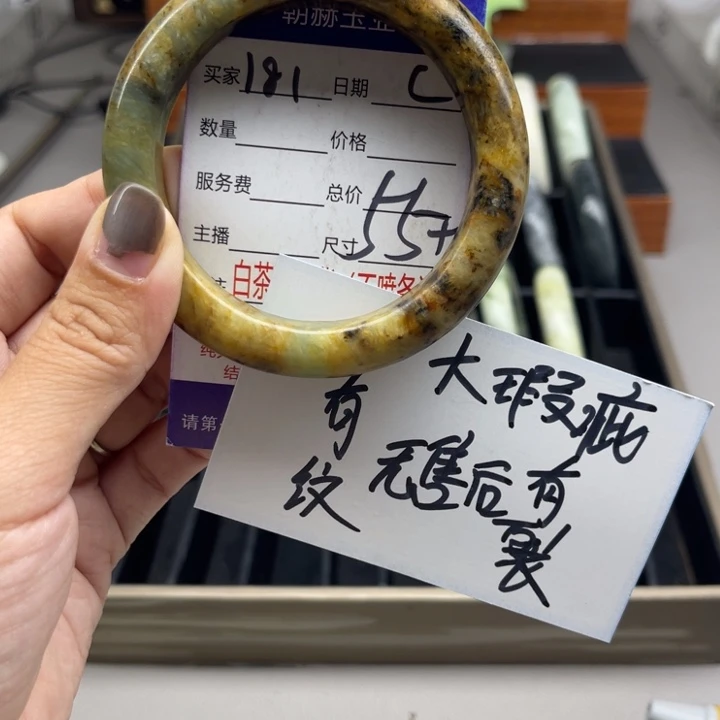 朝赫玉业
买家 181 日期 C
数量 价格
服务费 总价
主播 尺寸 55+
白茶
请第
有纹
大瑕疵
无售后有裂